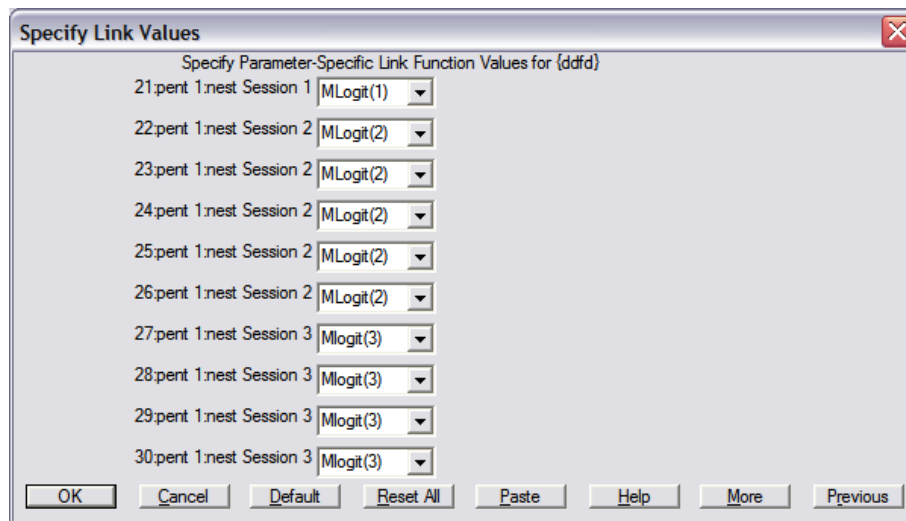 Specify Link Values
Specify Parameter-Specific Link Function Values for {ddfd}
21:pent 1:nest Session 1 MLogit(1)
22:pent 1:nest Session 2 MLogit(2)
23:pent 1:nest Session 2 MLogit(2)
24:pent 1:nest Session 2 MLogit(2)
25:pent 1:nest Session 2 MLogit(2)
26:pent 1:nest Session 2 MLogit(2)
27:pent 1:nest Session 3 Mlogit(3)
28:pent 1:nest Session 3 Mlogit(3)
29:pent 1:nest Session 3 Mlogit(3)
30:pent 1:nest Session 3 Mlogit(3)
OK Cancel Default Reset All Paste Help More Previous